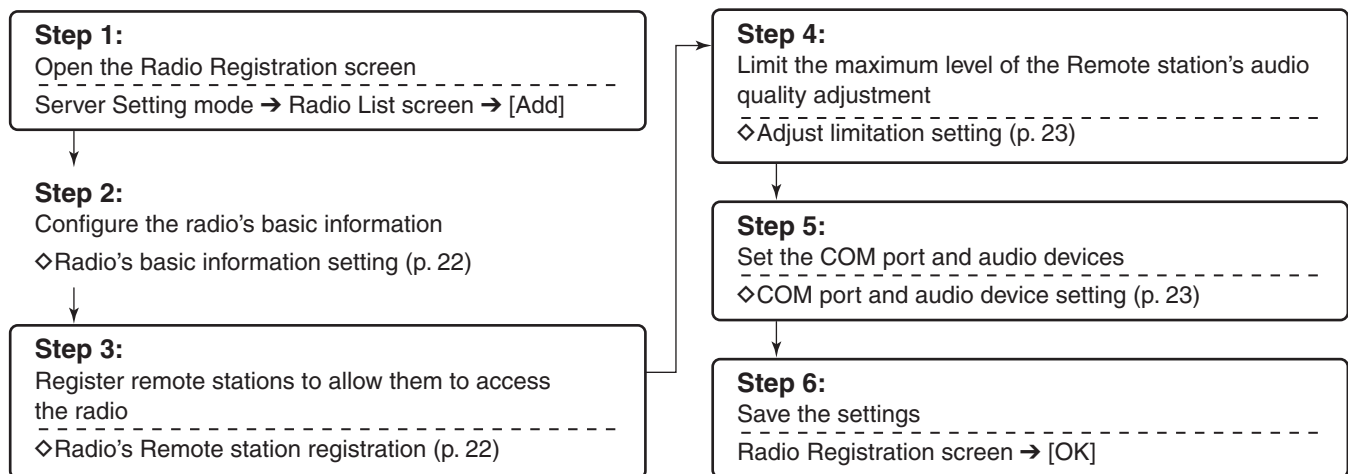 Step 1:
Open the Radio Registration screen
Server Setting mode ➔ Radio List screen ➔ [Add]
Step 2:
Configure the radio's basic information
◇Radio's basic information setting (p. 22)
Step 3:
Register remote stations to allow them to access
the radio
◇Radio's Remote station registration (p. 22)
Step 4:
Limit the maximum level of the Remote station's audio
quality adjustment
◇Adjust limitation setting (p. 23)
Step 5:
Set the COM port and audio devices
◇COM port and audio device setting (p. 23)
Step 6:
Save the settings
Radio Registration screen ➔ [OK]